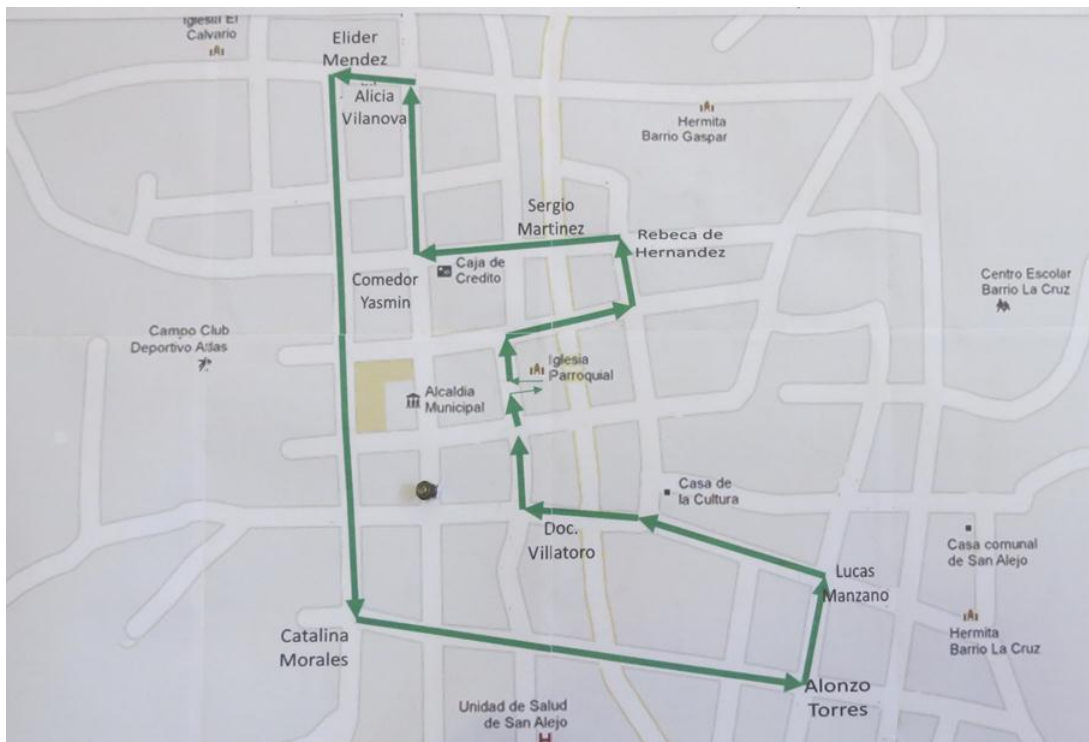 Iglesia El
Calvario
Elider
Mendez
Alicia
Vilanova
Hermita
Barrio Gaspar
Sergio
Martinez
Rebeca de
Hernandez
Caja de
Credito
Comedor
Yasmin
Centro Escolar
Barrio La Cruz
Campo Club
Deportivo Atlas
Iglesia
Parroquial
Alcaldia
Municipal
Casa de
la Cultura
Doc.
Villatoro
Casa comunal
de San Alejo
Lucas
Manzano
Catalina
Morales
Hermita
Barrio La Cruz
Alonzo
Torres
Unidad de Salud
de San Alejo
H